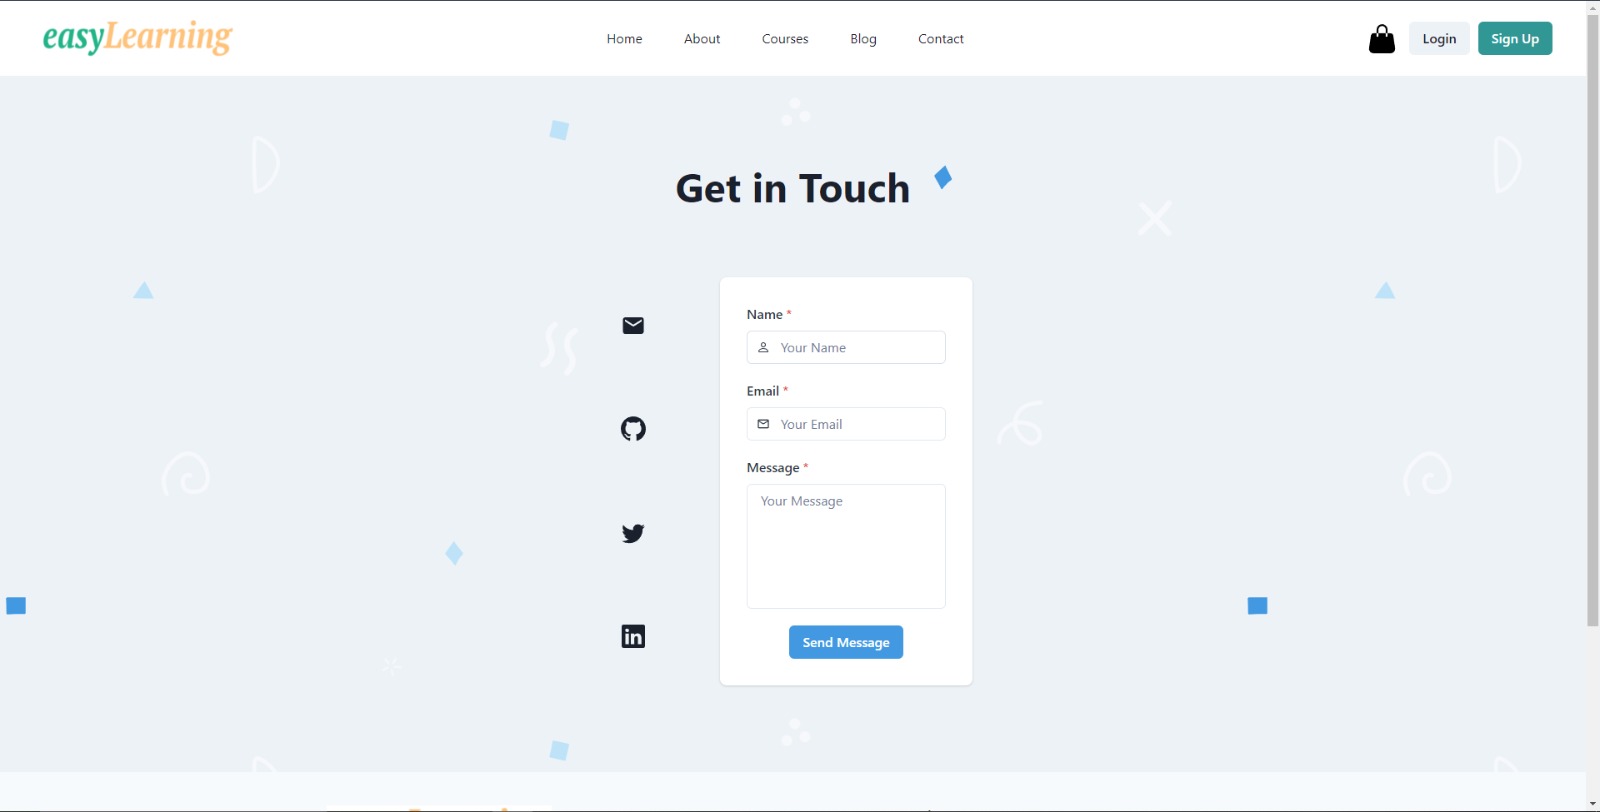 easyLearning
Home About Courses Blog Contact
Login Sign Up
Get in Touch
Name *
Your Name
Email *
Your Email
Message *
Your Message
Send Message